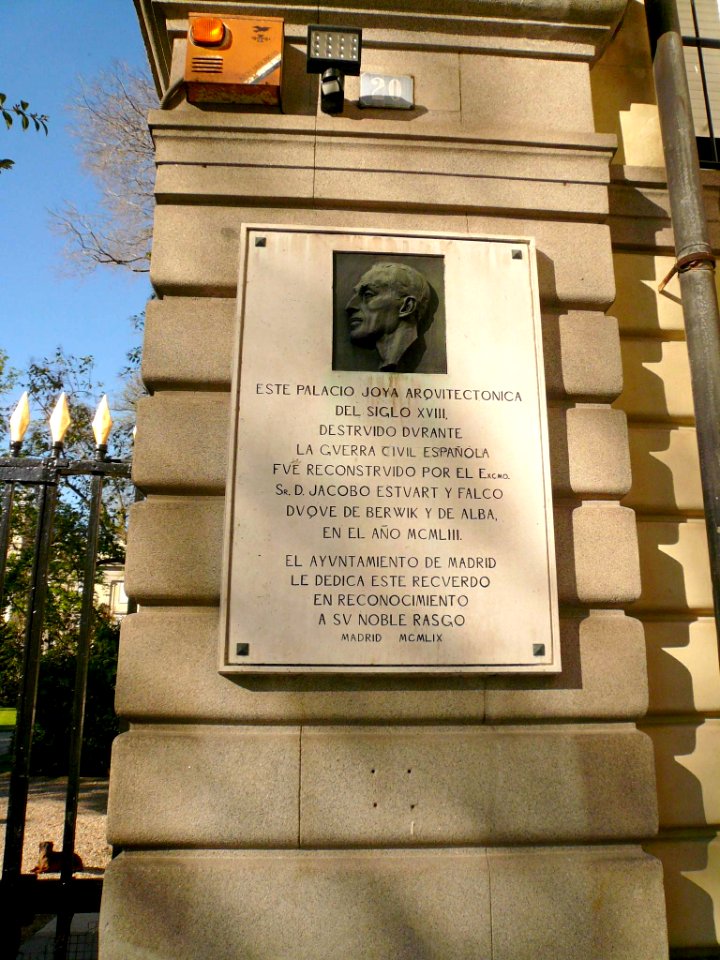 20
ESTE PALACIO JOYA ARQVITECTONICA
DEL SIGLO XVIII,
DESTRVIDO DVRANTE
LA GVERRA CIVIL ESPAÑOLA
FVE RECONSTRVIDO POR EL EXCMO.
SR. D. JACOBO ESTVART Y FALCO
DVQVE DE BERWIK Y DE ALBA,
EN EL AÑO MCMLIII.
EL AYVNTAMIENTO DE MADRID
LE DEDICA ESTE RECVERDO
EN RECONOCIMIENTO
A SV NOBLE RASGO
MADRID MCMLIX